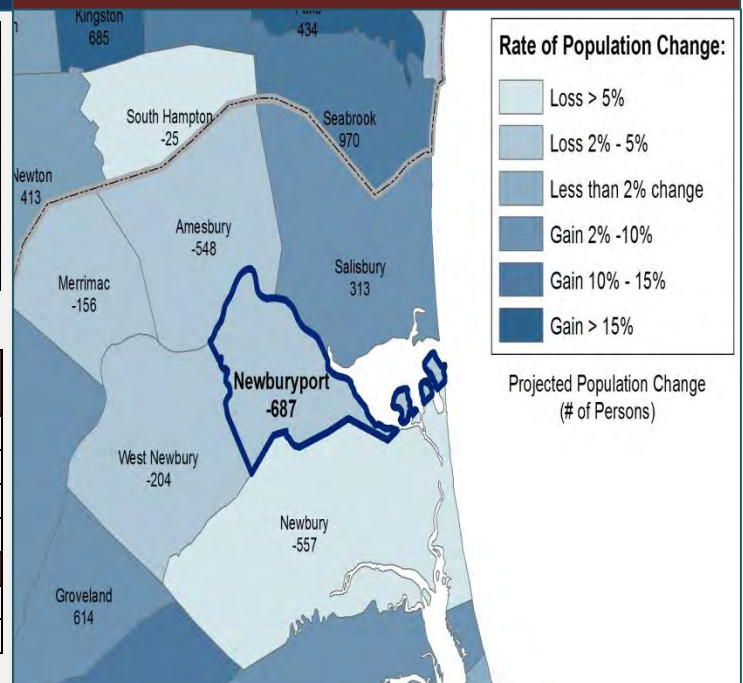 Kingston
685
434
South Hampton
-25
Seabrook
970
Newton
413
Amesbury
-548
Merrimac
-156
Salisbury
313
Newburyport
-687
West Newbury
-204
Newbury
-557
Groveland
614
Rate of Population Change:
Loss > 5%
Loss 2% - 5%
Less than 2% change
Gain 2% -10%
Gain 10% - 15%
Gain > 15%
Projected Population Change
(# of Persons)